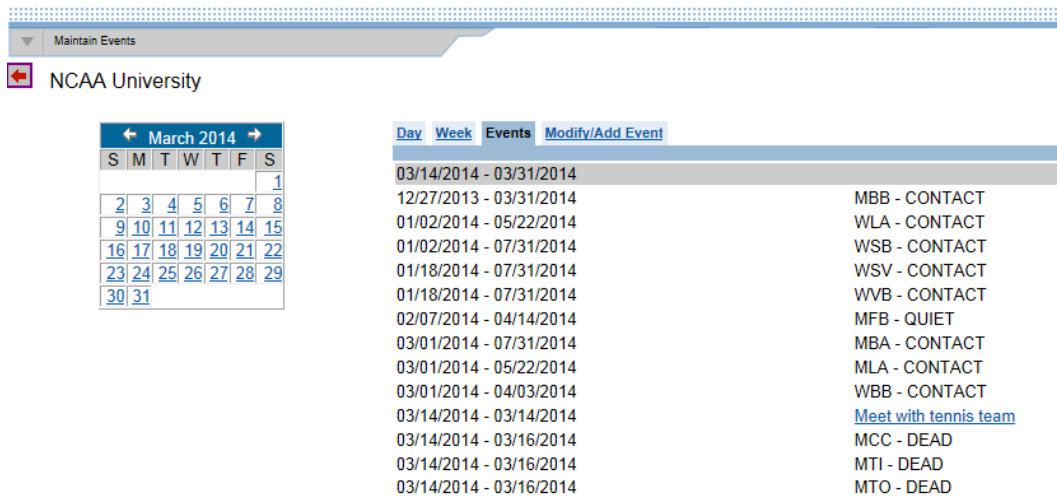 Maintain Events
NCAA University
March 2014
S M T W T F S
1
2 3 4 5 6 7 8
9 10 11 12 13 14 15
16 17 18 19 20 21 22
23 24 25 26 27 28 29
30 31
Day Week Events Modify/Add Event
03/14/2014 - 03/31/2014
12/27/2013 - 03/31/2014 MBB - CONTACT
01/02/2014 - 05/22/2014 WLA - CONTACT
01/02/2014 - 07/31/2014 WSB - CONTACT
01/18/2014 - 07/31/2014 WSV - CONTACT
01/18/2014 - 07/31/2014 WVB - CONTACT
02/07/2014 - 04/14/2014 MFB - QUIET
03/01/2014 - 07/31/2014 MBA - CONTACT
03/01/2014 - 05/22/2014 MLA - CONTACT
03/01/2014 - 04/03/2014 WBB - CONTACT
03/14/2014 - 03/14/2014 Meet with tennis team
03/14/2014 - 03/16/2014 MCC - DEAD
03/14/2014 - 03/16/2014 MTI - DEAD
03/14/2014 - 03/16/2014 MTO - DEAD